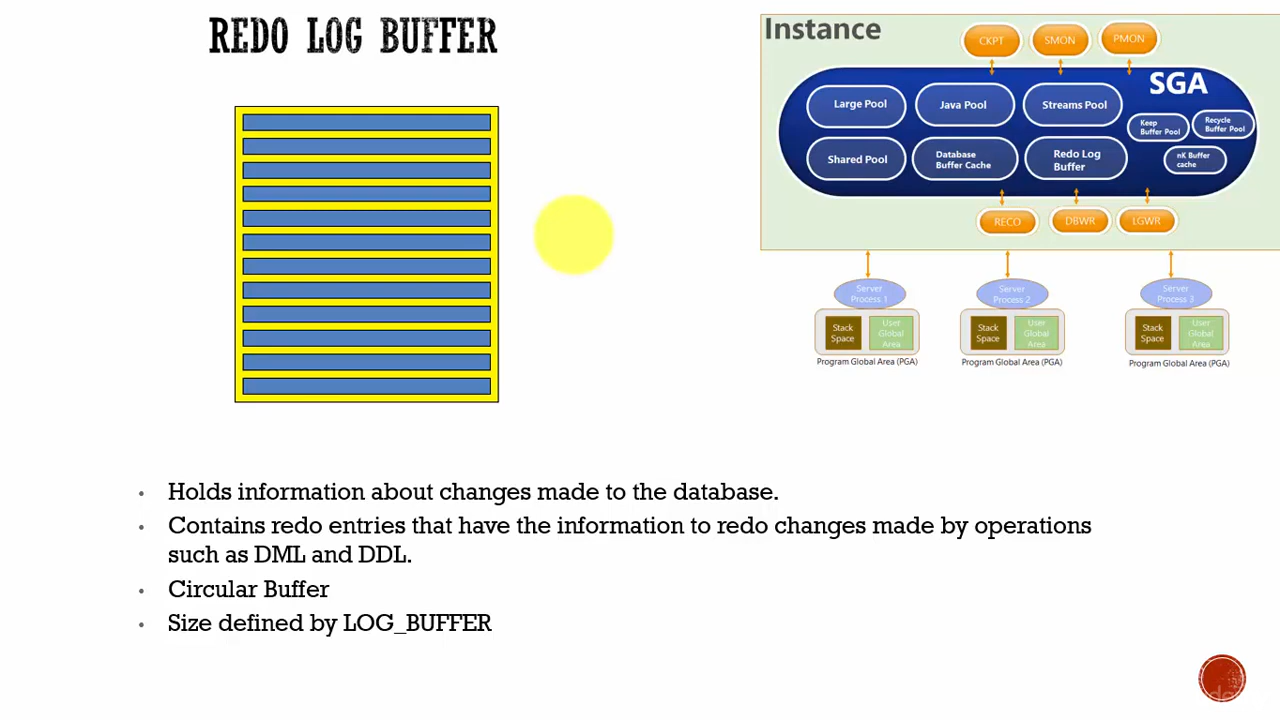 REDO LOG BUFFER
Instance
CKPT
SMON
PMON
SGA
Large Pool
Java Pool
Streams Pool
Keep
Buffer Pool
Recycle
Buffer Pool
Shared Pool
Database
Buffer Cache
Redo Log
Buffer
nK Buffer
cache
RECO
DBWR
LGWR
Server
Process 1
Server
Process 2
Server
Process 3
Stack
Space
User
Global
Area
Stack
Space
User
Global
Area
Stack
Space
User
Global
Area
Program Global Area (PGA)
Program Global Area (PGA)
Program Global Area (PGA)
• Holds information about changes made to the database.
• Contains redo entries that have the information to redo changes made by operations
such as DML and DDL.
• Circular Buffer
• Size defined by LOG_BUFFER